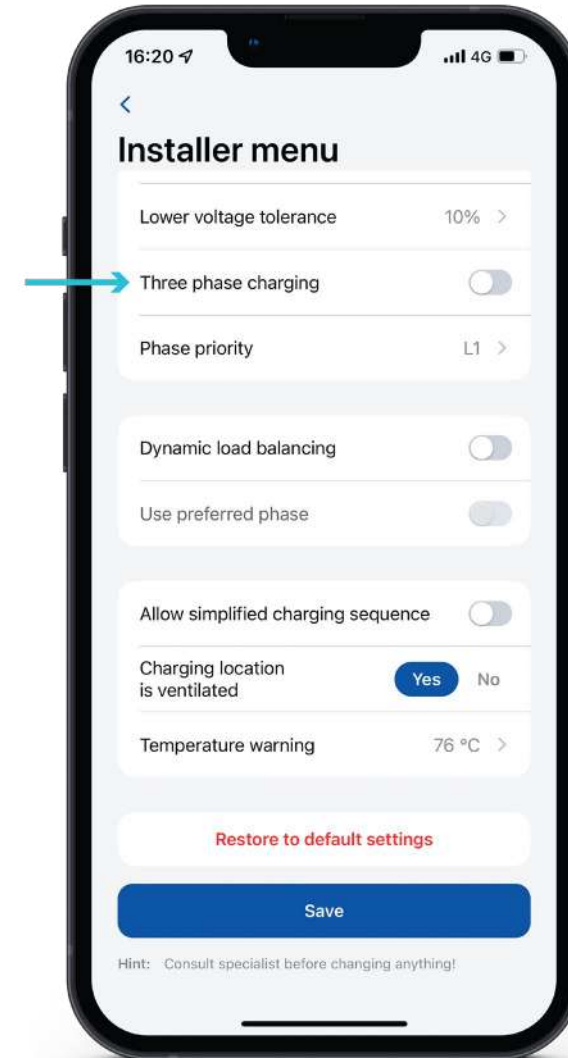 16:20
4G
Installer menu
Lower voltage tolerance 10%
Three phase charging
Phase priority L1
Dynamic load balancing
Use preferred phase
Allow simplified charging sequence
Charging location
is ventilated
Yes No
Temperature warning 76 °C
Restore to default settings
Save
Hint: Consult specialist before changing anything!